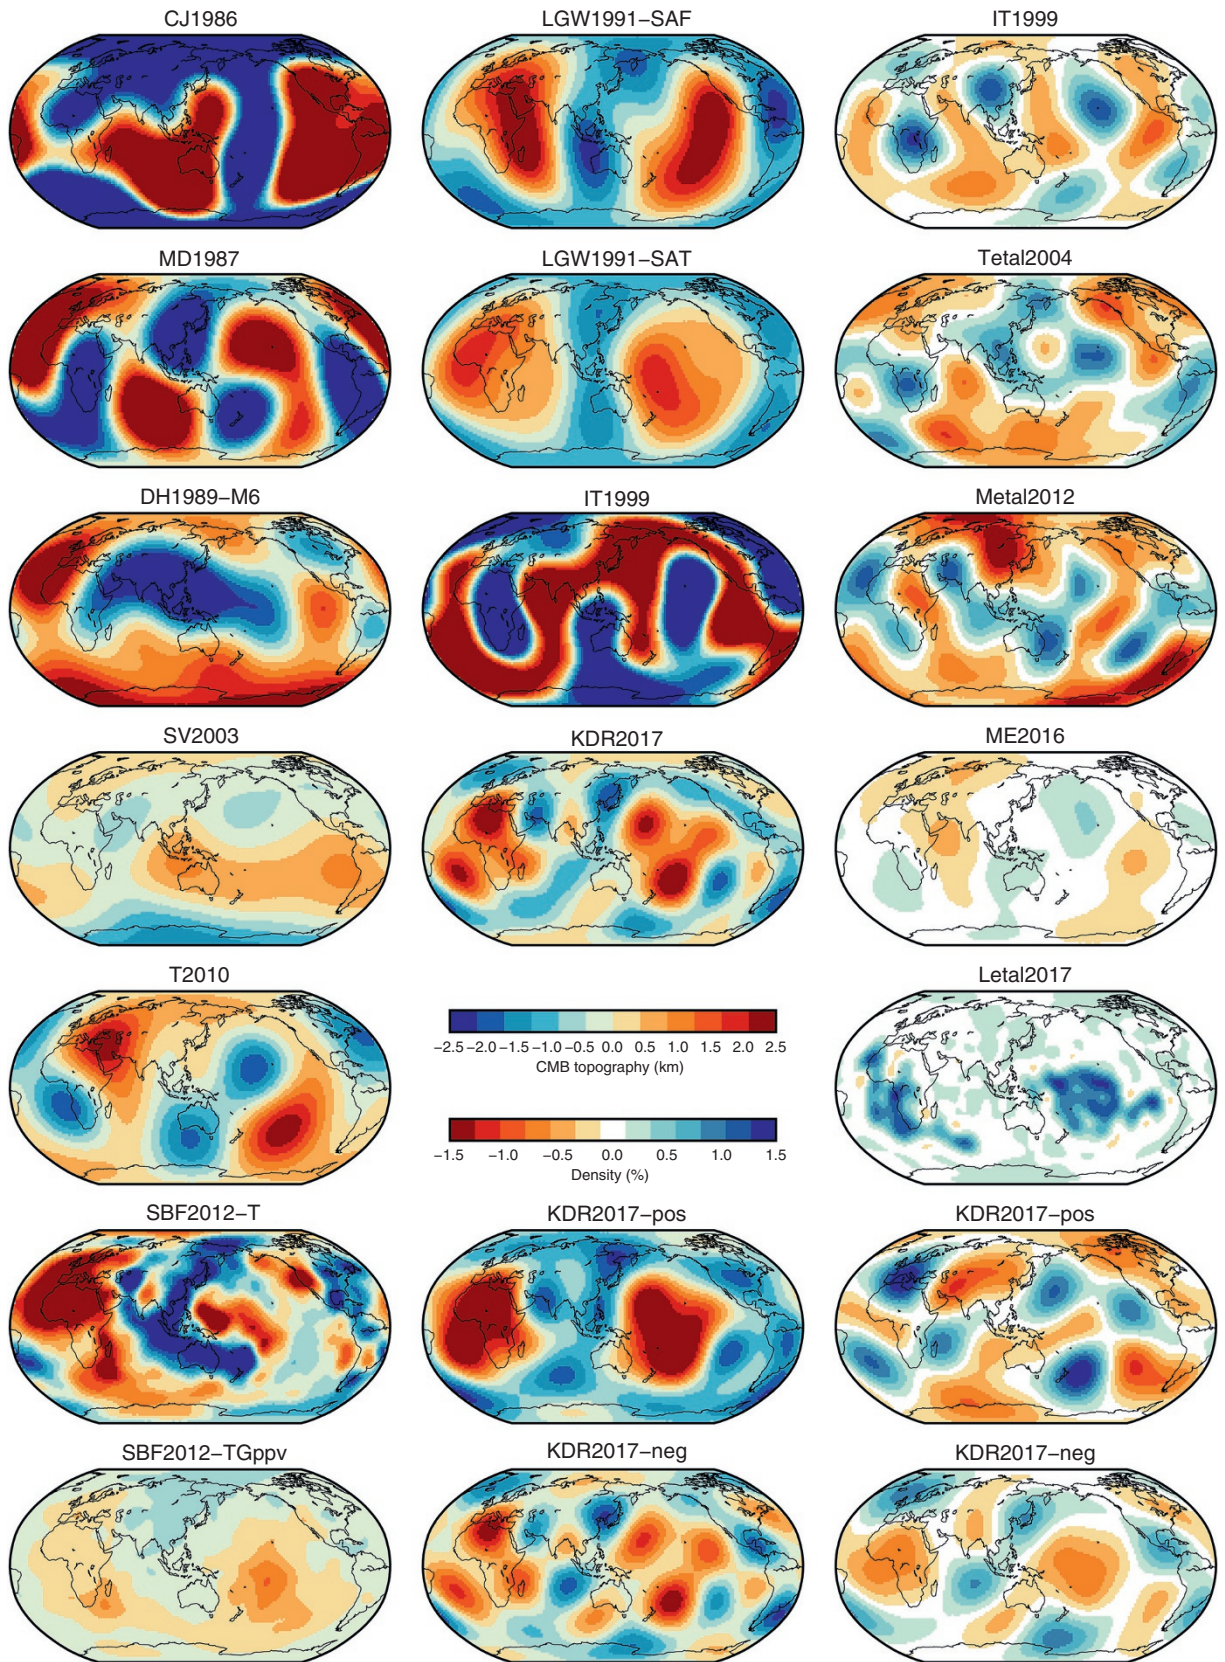 CJ1986
LGW1991−SAF
IT1999
MD1987
LGW1991−SAT
Tetal2004
DH1989−M6
IT1999
Metal2012
SV2003
KDR2017
ME2016
T2010
Letal2017
−2.5 −2.0 −1.5 −1.0 −0.5 0.0 0.5 1.0 1.5 2.0 2.5
CMB topography (km)
−1.5 −1.0 −0.5 0.0 0.5 1.0 1.5
Density (%)
SBF2012−T
KDR2017−pos
KDR2017−pos
SBF2012−TGppv
KDR2017−neg
KDR2017−neg